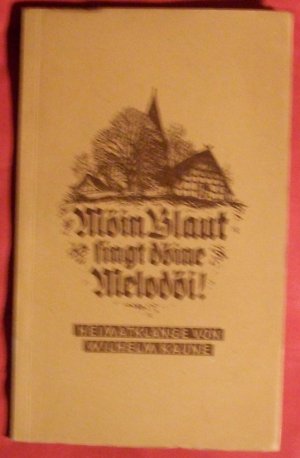 Möin Blaut
singt döine
Melodöi!
HEIMATKLÄNGE VON
WILHELM KAUNE